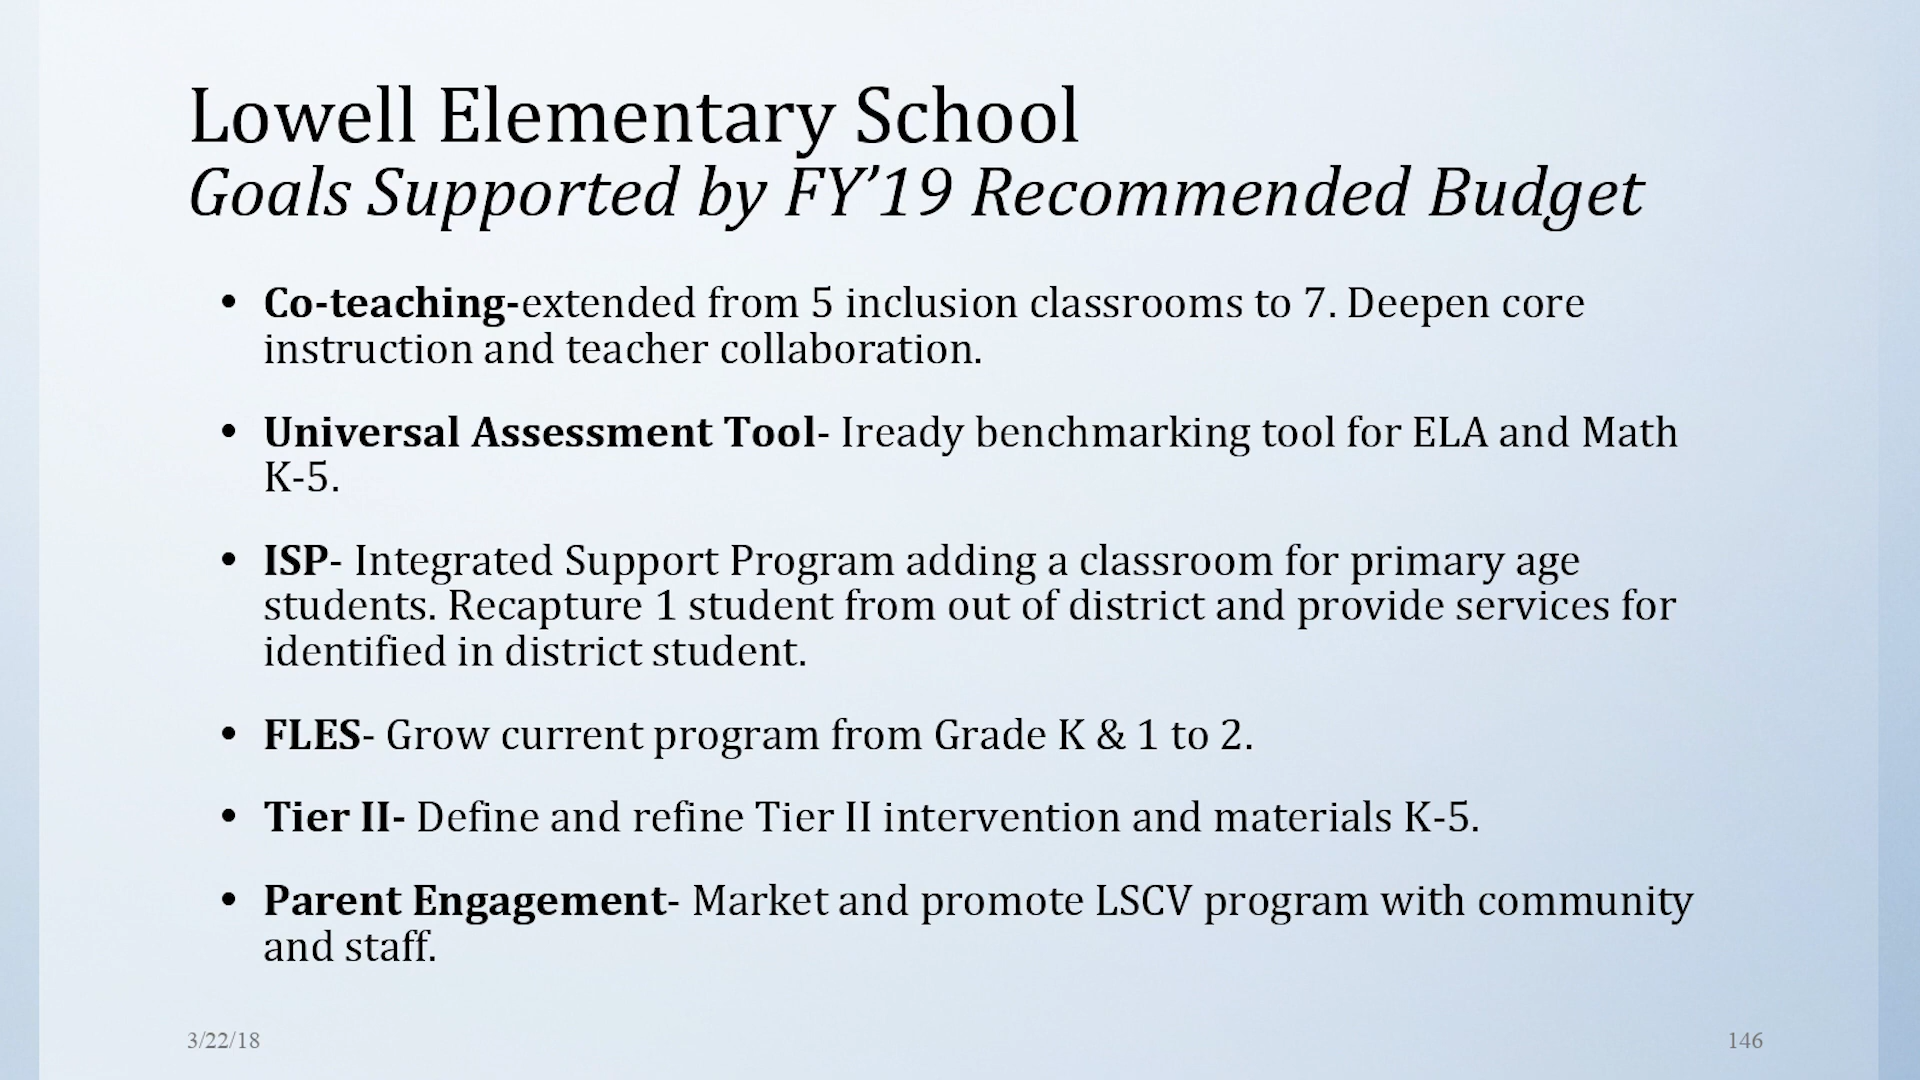 Lowell Elementary School
Goals Supported by FY’19 Recommended Budget
• Co-teaching-extended from 5 inclusion classrooms to 7. Deepen core
instruction and teacher collaboration.
• Universal Assessment Tool- Iready benchmarking tool for ELA and Math
K-5.
• ISP- Integrated Support Program adding a classroom for primary age
students. Recapture 1 student from out of district and provide services for
identified in district student.
• FLES- Grow current program from Grade K & 1 to 2.
• Tier II- Define and refine Tier II intervention and materials K-5.
• Parent Engagement- Market and promote LSCV program with community
and staff.
3/22/18
146